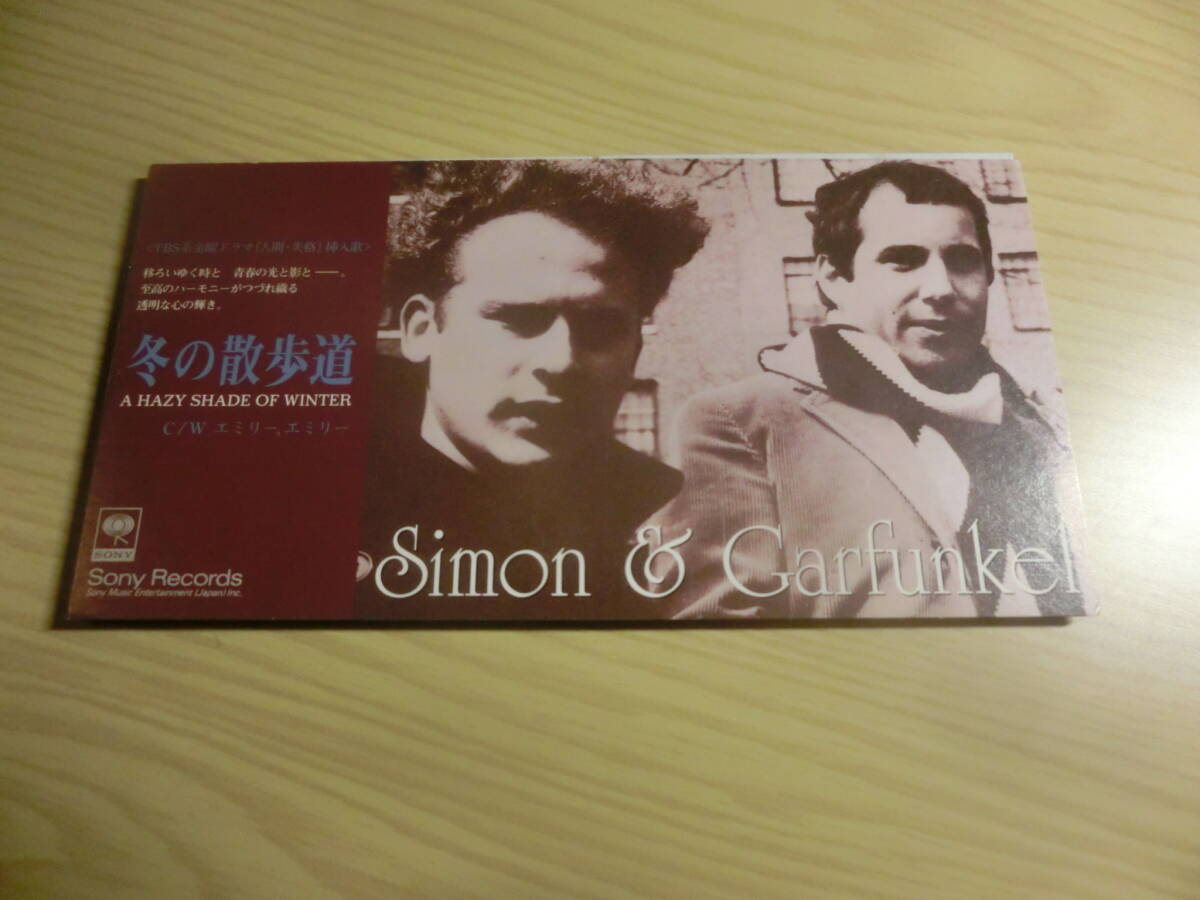 <TBS系金曜ドラマ「人間・失格」挿入歌>
移ろいゆく時と 青春の光と影と――。
至高のハーモニーがつづれ織る
透明な心の輝き。
冬の散歩道
A HAZY SHADE OF WINTER
C/W エミリー,エミリー
SONY
Sony Records
Sony Music Entertainment (Japan) Inc.
Simon & Garfunkel